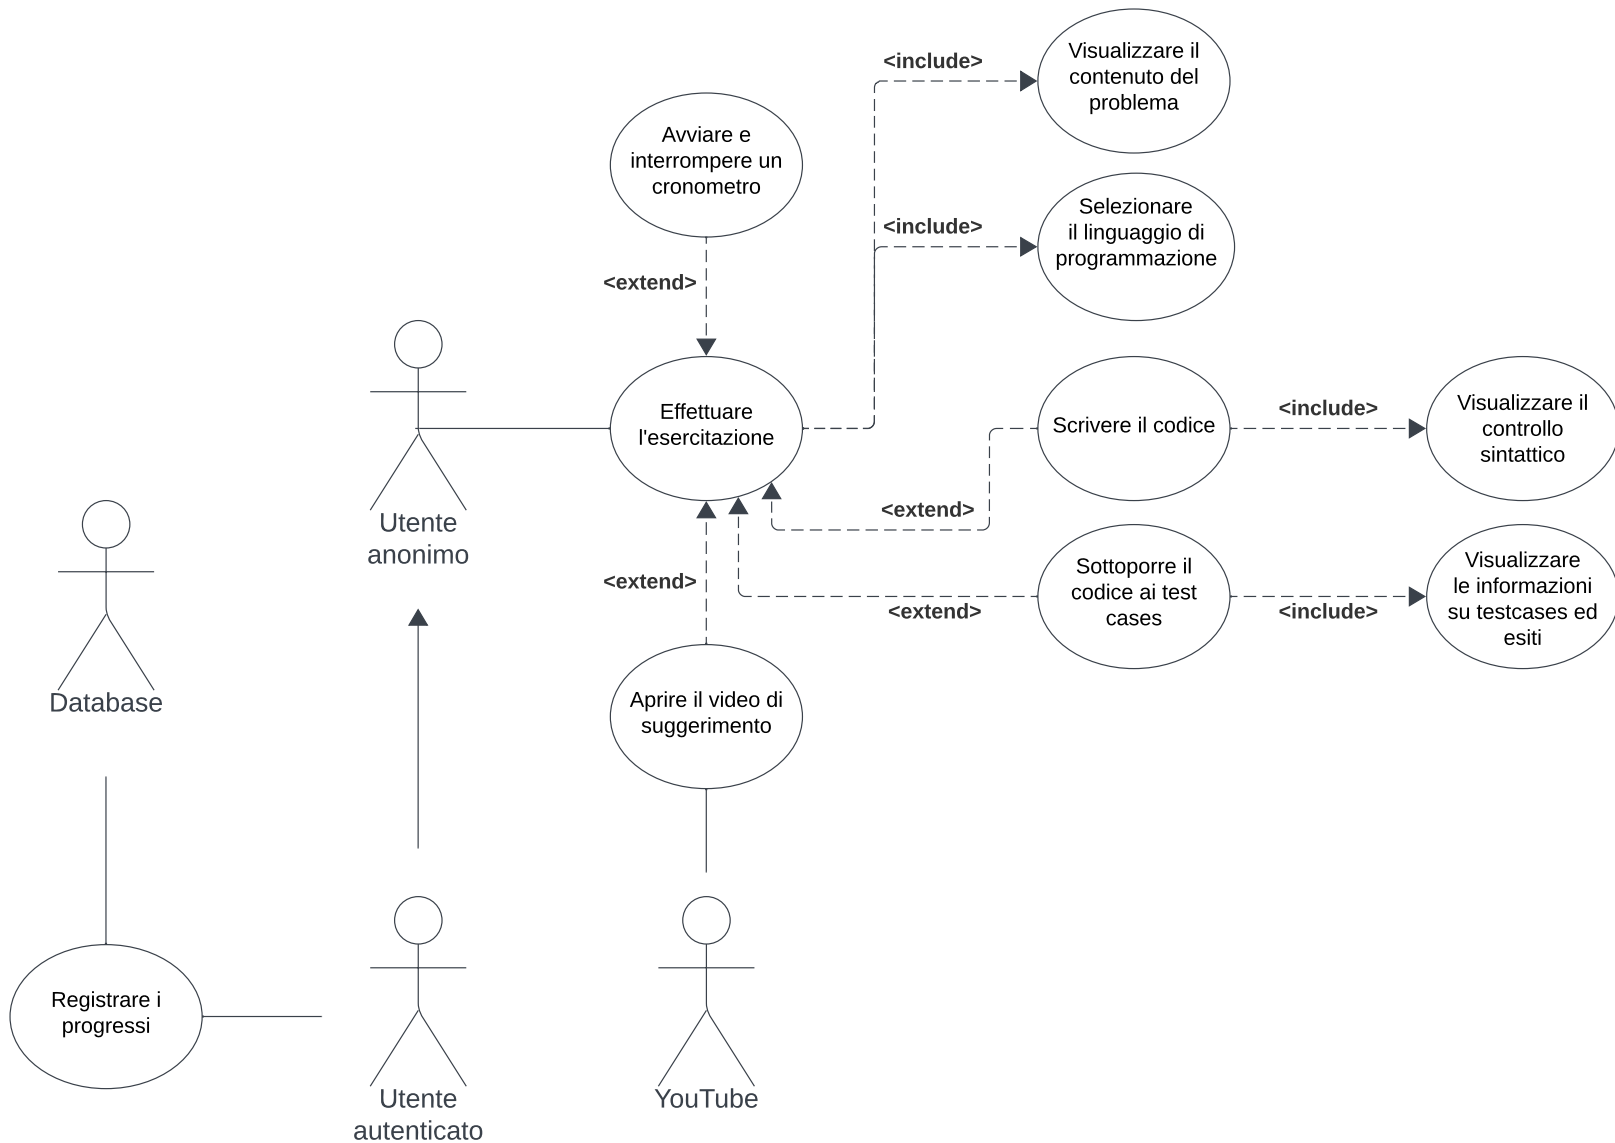 <include>
Visualizzare il
contenuto del
problema
Avviare e
interrompere un
cronometro
<include>
Selezionare
il linguaggio di
programmazione
<extend>
Effettuare
l'esercitazione
Scrivere il codice
<include>
Visualizzare il
controllo
sintattico
Utente
anonimo
<extend>
<extend>
Sottoporre il
codice ai test
cases
<extend>
<include>
Visualizzare
le informazioni
su testcases ed
esiti
Database
Aprire il video di
suggerimento
Registrare i
progressi
Utente
autenticato
YouTube